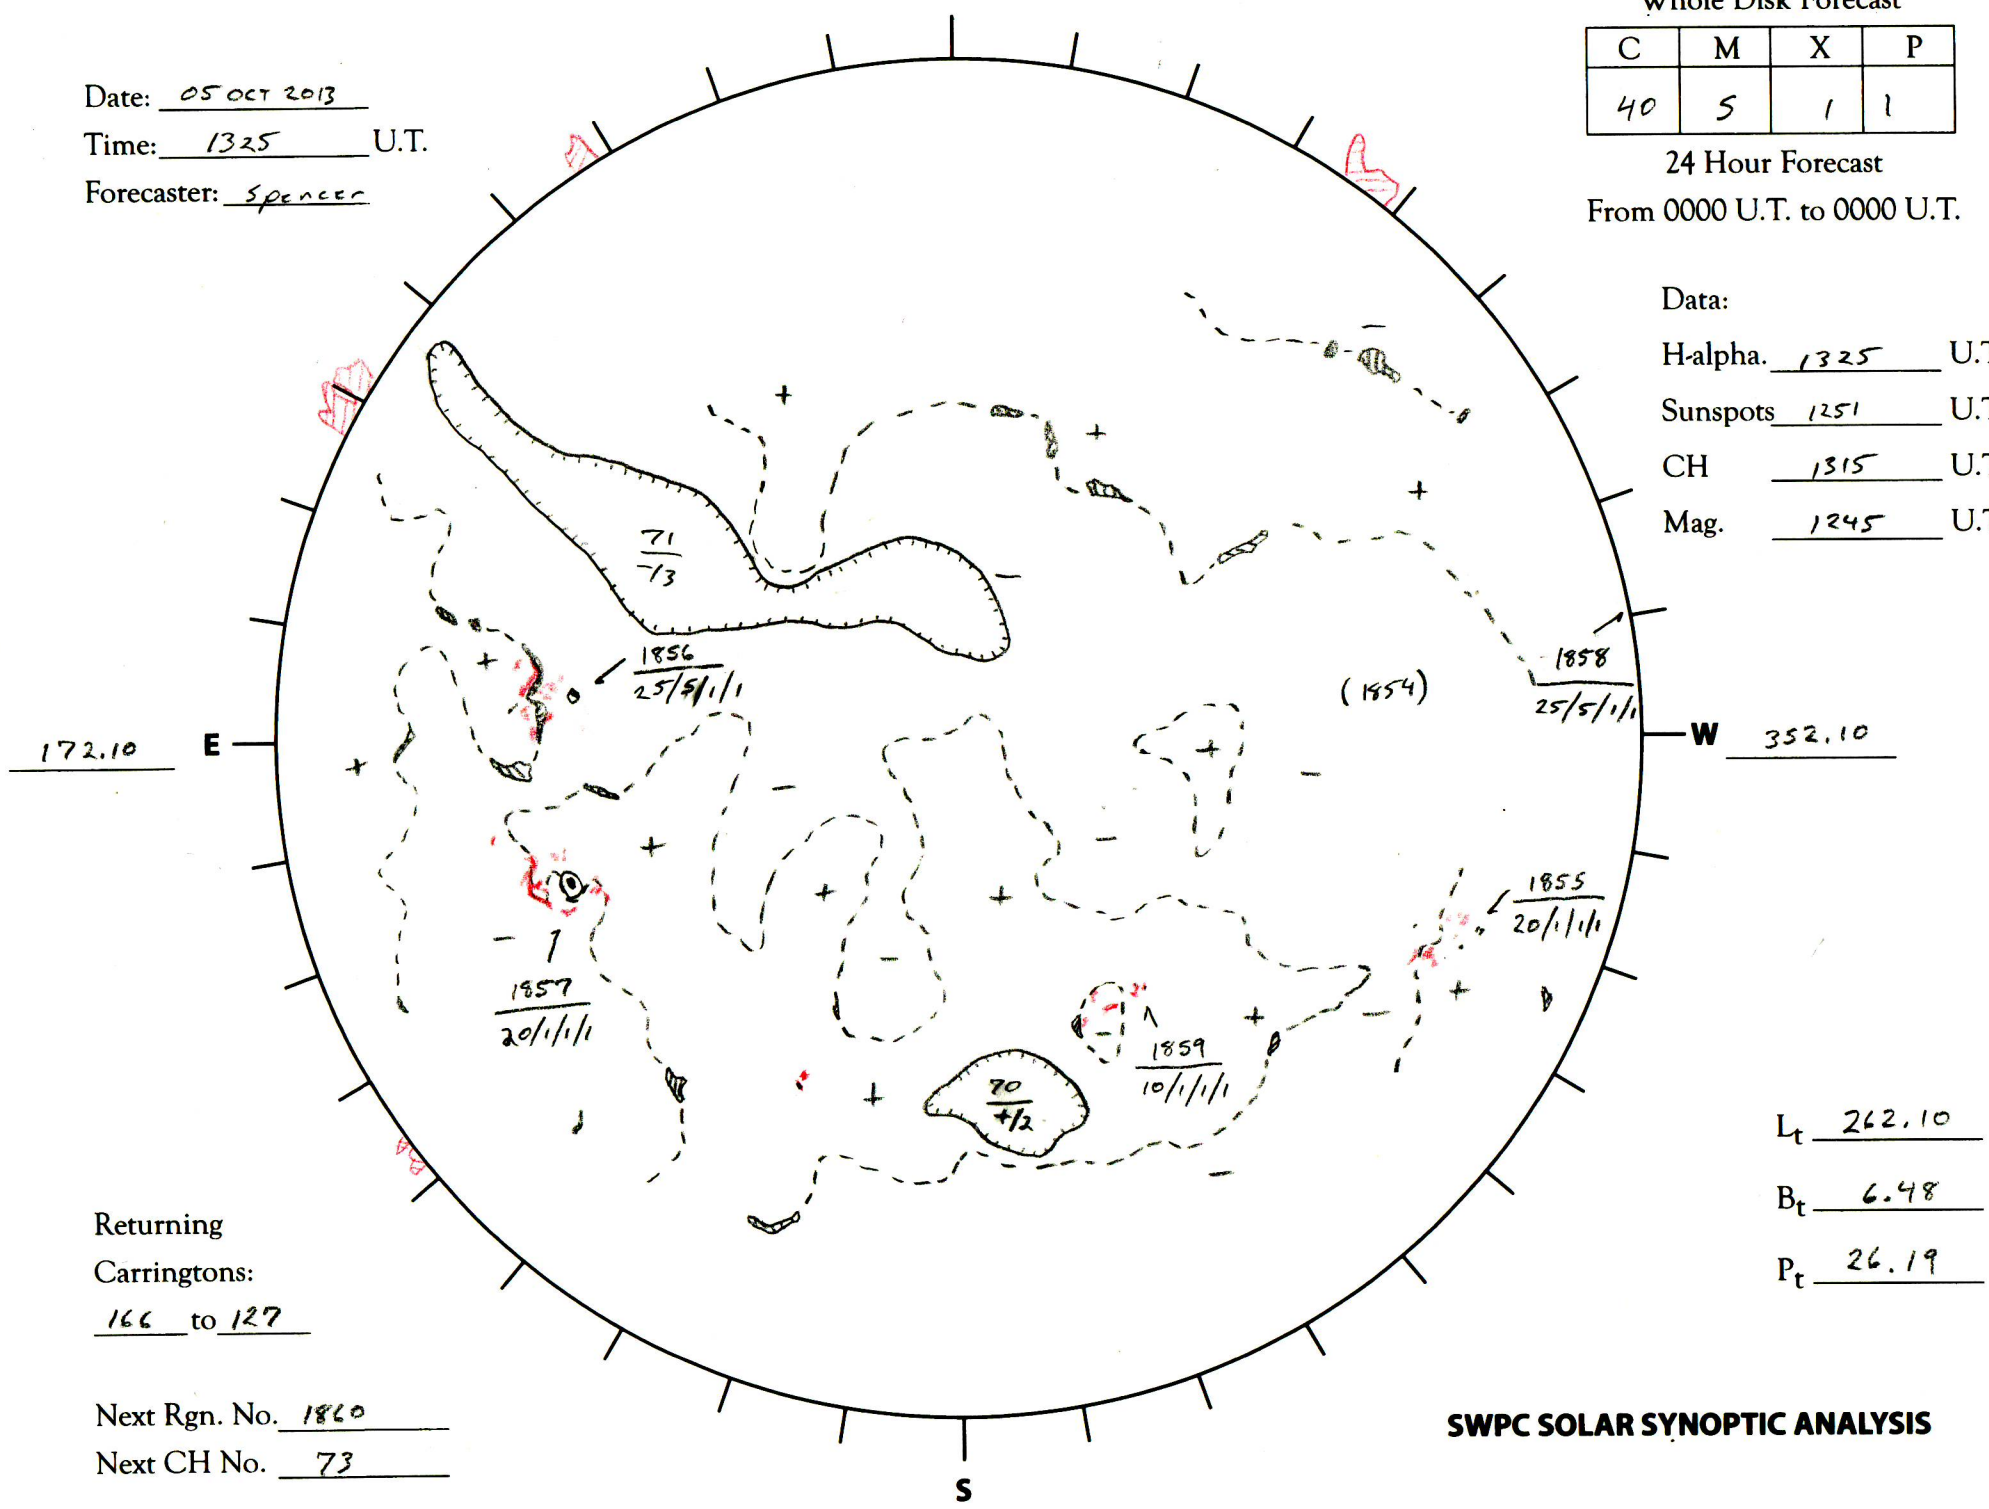 Whole Disk Forecast
C M X P
40 5 1 1
24 Hour Forecast
From 0000 U.T. to 0000 U.T.
Date: 05 OCT 2013
Time: 1325 U.T.
Forecaster: Spencer
Data:
H-alpha. 1325 U.T
Sunspots 1251 U.T
CH 1315 U.T
Mag. 1245 U.T
+
-
+
+
71
-/3
-
1856
25/5/1/1
+
(1854)
1858
25/5/1/1
172.10 E
W 352.10
+
+
-
-
+
-
+
+
1855
20/1/1/1
-
1857
20/1/1/1
-
+
-
+
-
1859
10/1/1/1
70
+/2
+
-
Lt 262.10
Bt 6.48
Pt 26.19
Returning
Carringtons:
166 to 127
Next Rgn. No. 1860
Next CH No. 73
S
SWPC SOLAR SYNOPTIC ANALYSIS